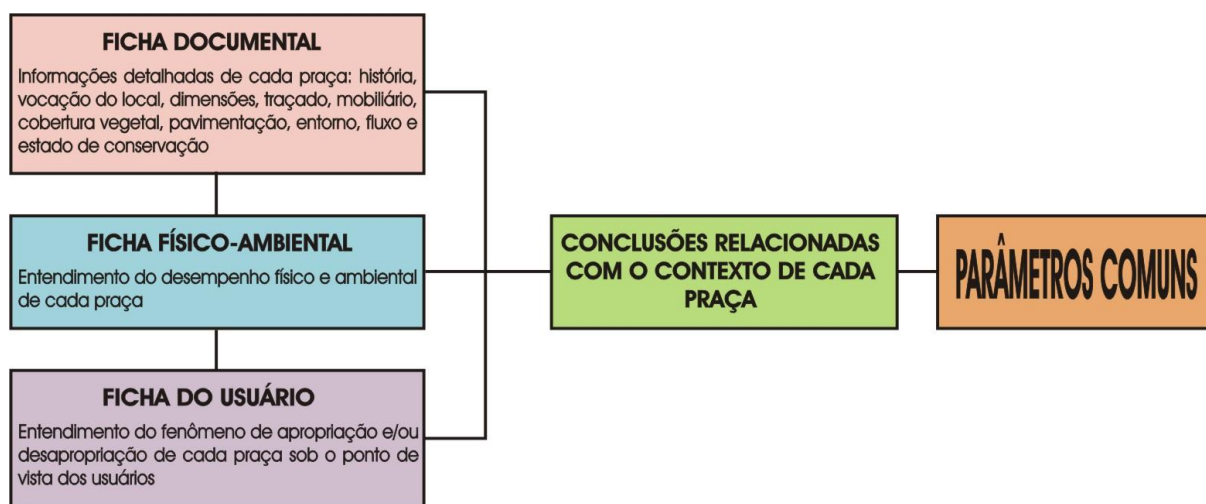 FICHA DOCUMENTAL
Informações detalhadas de cada praça: história,
vocação do local, dimensões, traçado, mobiliário,
cobertura vegetal, pavimentação, entorno, fluxo e
estado de conservação
FICHA FÍSICO-AMBIENTAL
Entendimento do desempenho físico e ambiental
de cada praça
FICHA DO USUÁRIO
Entendimento do fenômeno de apropriação e/ou
desapropriação de cada praça sob o ponto de
vista dos usuários
CONCLUSÕES RELACIONADAS
COM O CONTEXTO DE CADA
PRAÇA
PARÂMETROS COMUNS